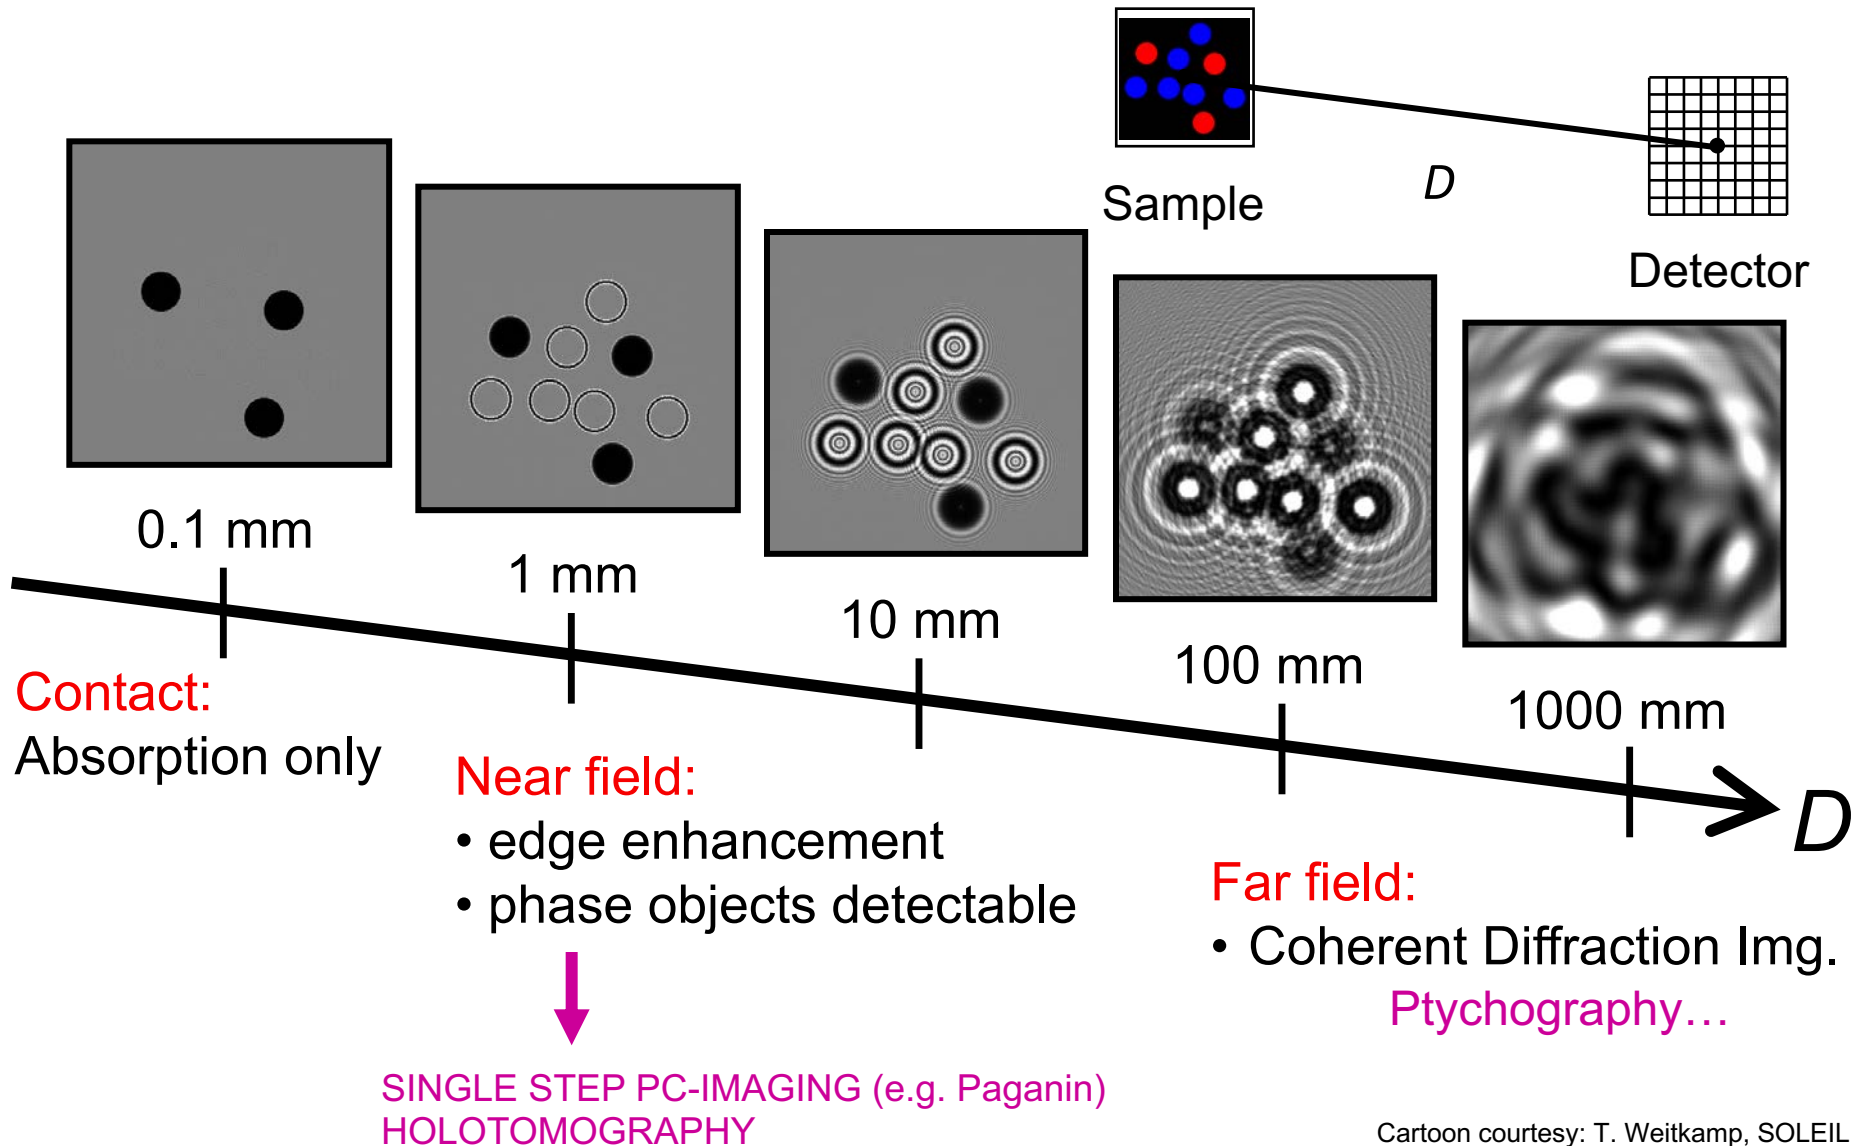 Sample
D
Detector
0.1 mm
1 mm
10 mm
100 mm
1000 mm
D
Contact:
Absorption only
Near field:
• edge enhancement
• phase objects detectable
Far field:
• Coherent Diffraction Img.
Ptychography…
SINGLE STEP PC-IMAGING (e.g. Paganin)
HOLOTOMOGRAPHY
Cartoon courtesy: T. Weitkamp, SOLEIL